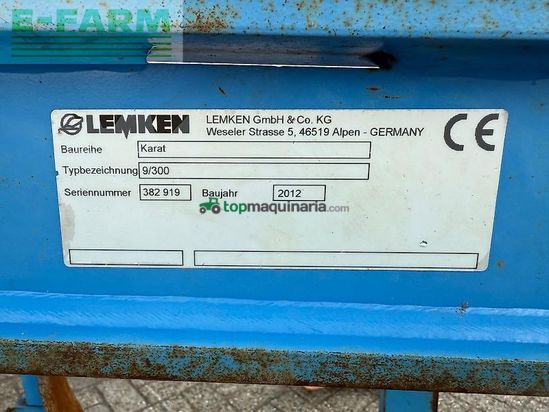 E-FARM
LEMKEN
LEMKEN GmbH & Co. KG
Weseler Strasse 5, 46519 Alpen - GERMANY
CE
Baureihe Karat
Typbezeichnung 9/300
Seriennummer 382 919 Baujahr 2012
topmaquinaria.com